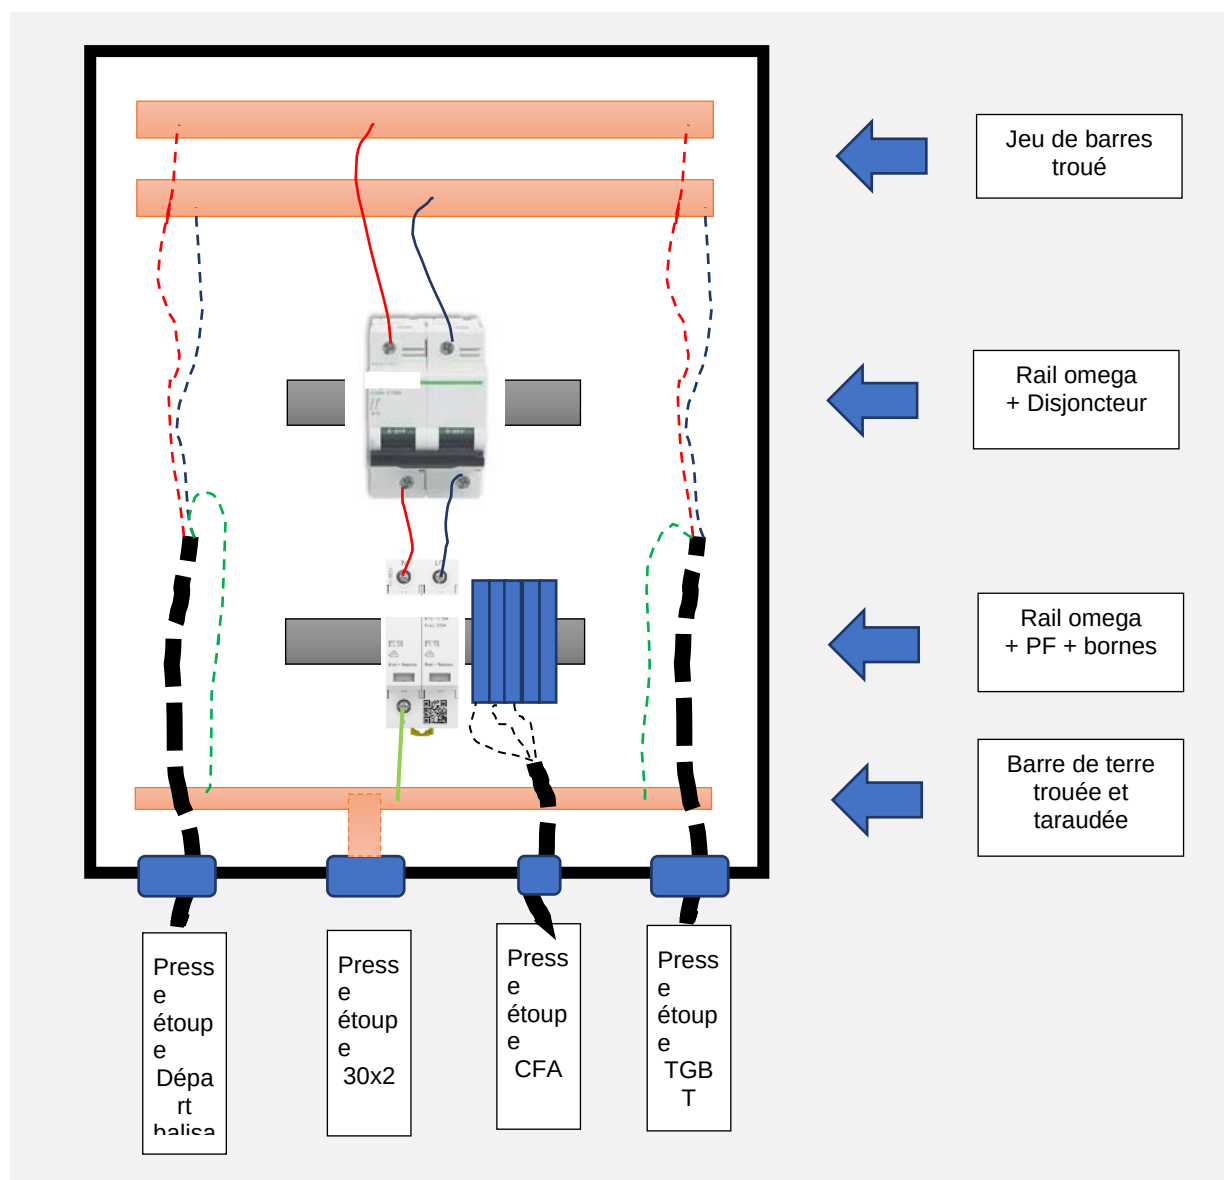 Jeu de barres
troué
Rail omega
+ Disjoncteur
N
Rail omega
+ PF + bornes
Barre de terre
trouée et
taraudée
Press
e
étoup
e
Dépa
rt
balisa
Press
e
étoup
e
30x2
Press
e
étoup
e
CFA
Press
e
étoup
e
TGB
T